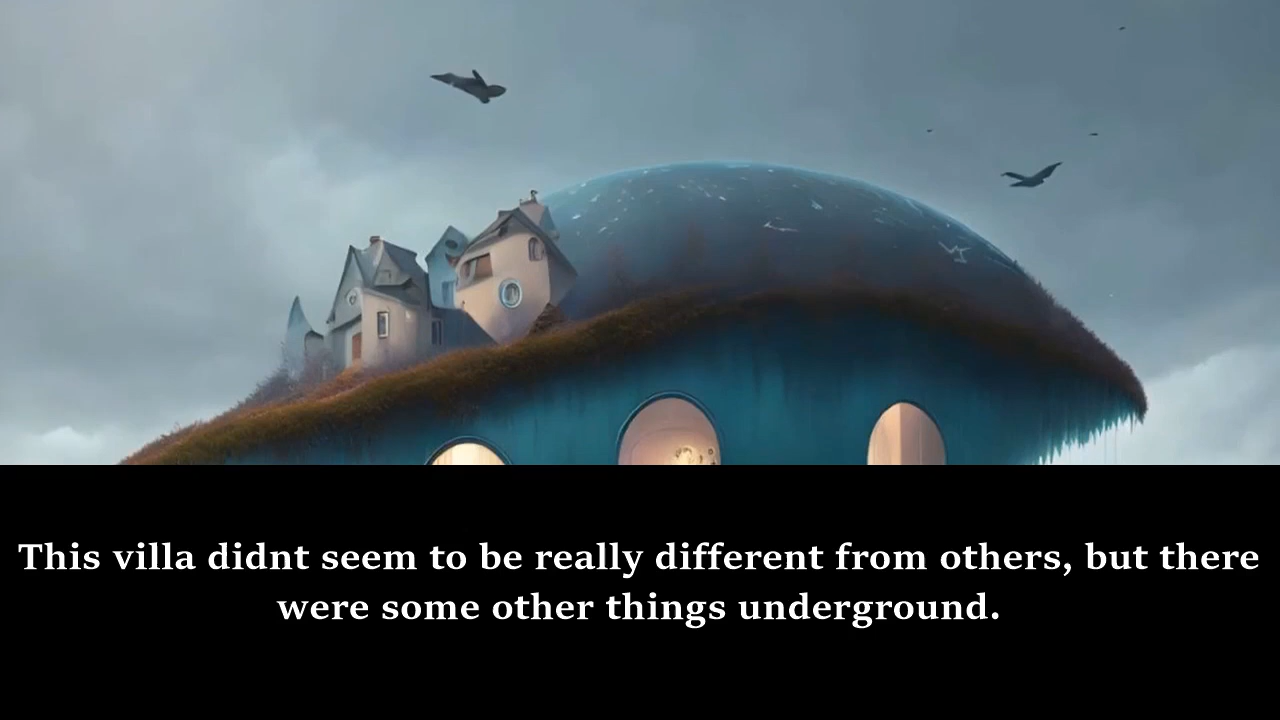 This villa didnt seem to be really different from others, but there
were some other things underground.